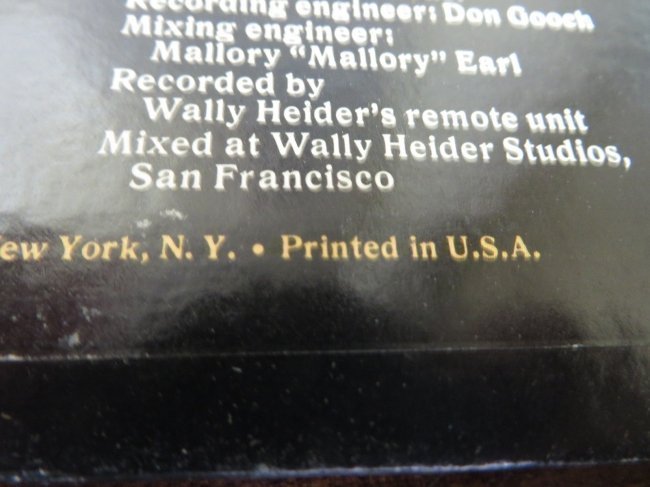 Recording engineer: Don Gooch
Mixing engineer:
Mallory "Mallory" Earl
Recorded by
Wally Heider's remote unit
Mixed at Wally Heider Studios,
San Francisco
ew York, N. Y. • Printed in U.S.A.